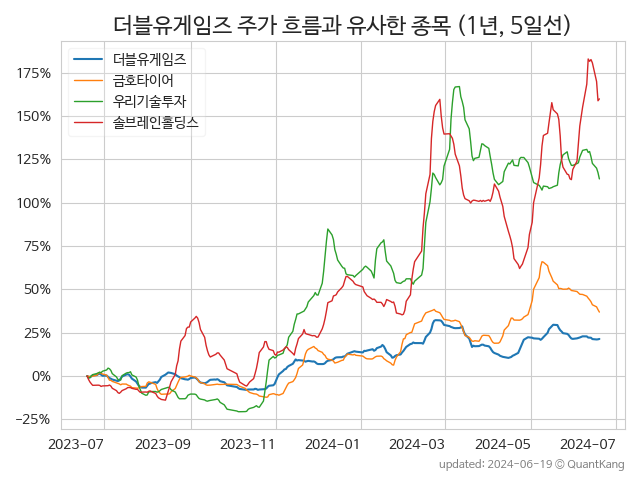 더블유게임즈 주가 흐름과 유사한 종목 (1년, 5일선)
더블유게임즈
금호타이어
우리기술투자
솔브레인홀딩스
175%
150%
125%
100%
75%
50%
25%
0%
−25%
2023-07
2023-09
2023-11
2024-01
2024-03
2024-05
2024-07
updated: 2024-06-19 © QuantKang